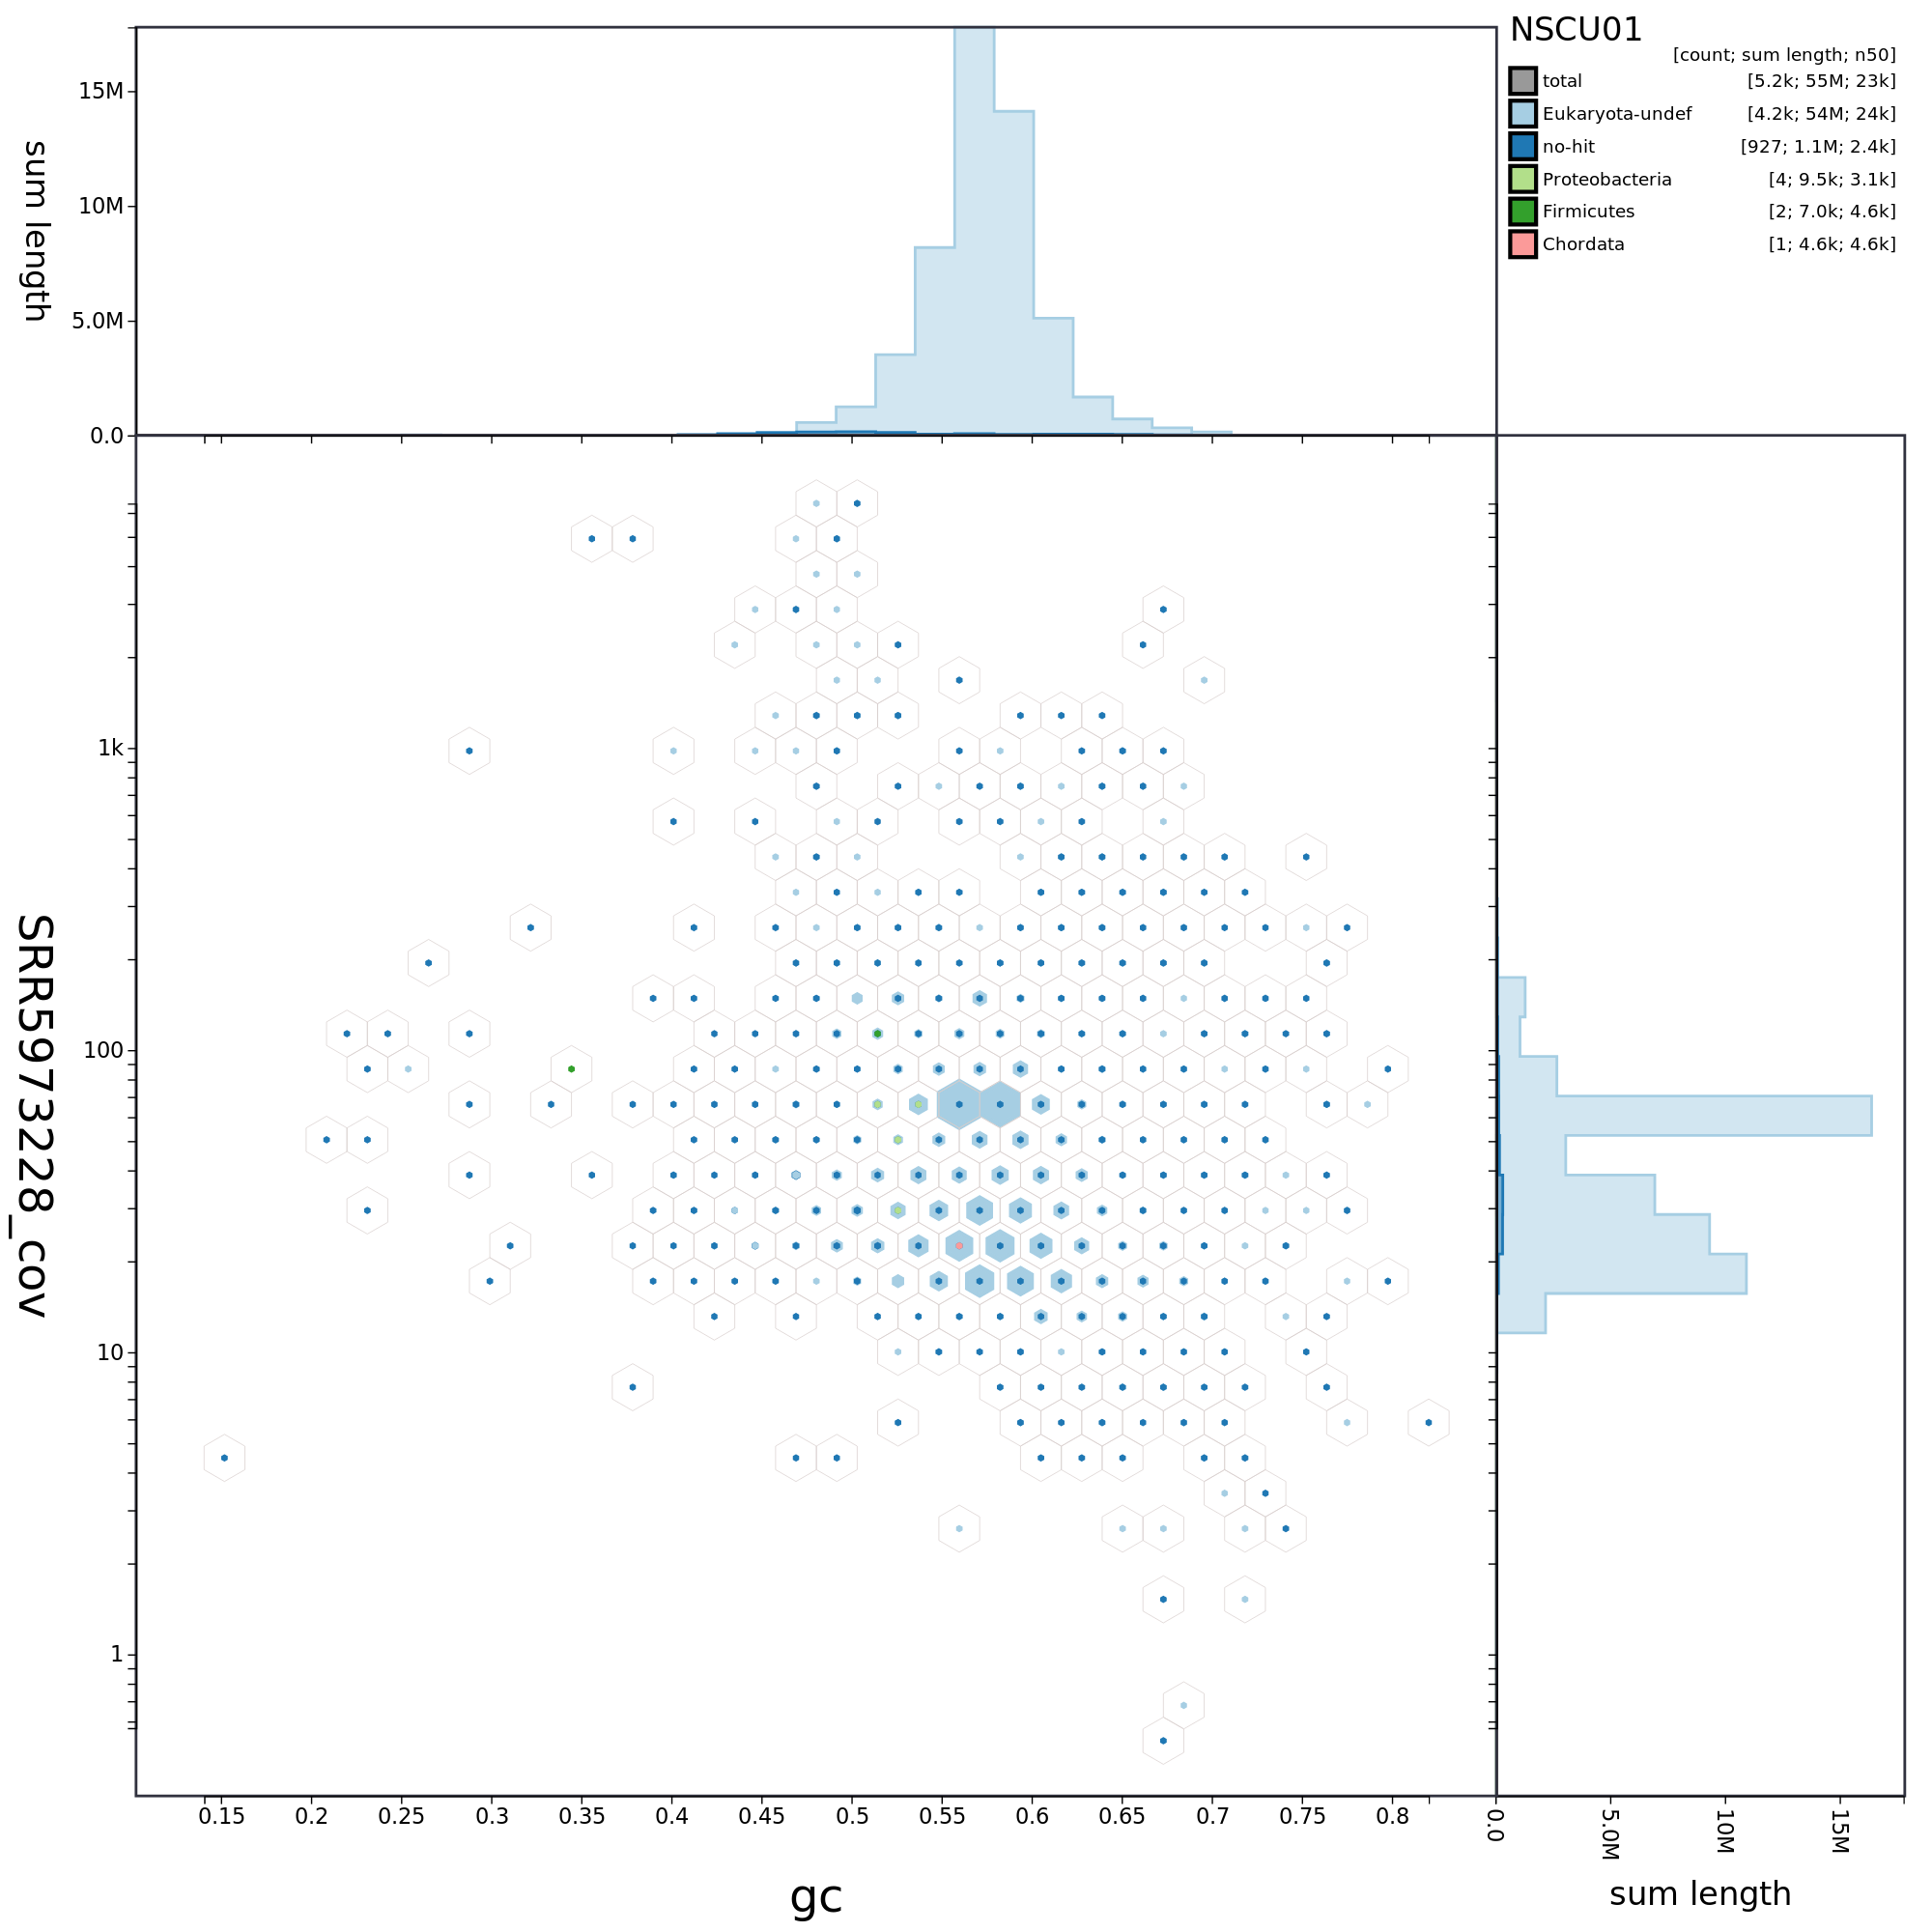 NSCU01
[count; sum length; n50]
total [5.2k; 55M; 23k]
Eukaryota-undef [4.2k; 54M; 24k]
no-hit [927; 1.1M; 2.4k]
Proteobacteria [4; 9.5k; 3.1k]
Firmicutes [2; 7.0k; 4.6k]
Chordata [1; 4.6k; 4.6k]
sum length
15M
10M
5.0M
0.0
SRR5973228_cov
1k
100
10
1
0.15 0.2 0.25 0.3 0.35 0.4 0.45 0.5 0.55 0.6 0.65 0.7 0.75 0.8
gc
0.0 5.0M 10M 15M
sum length